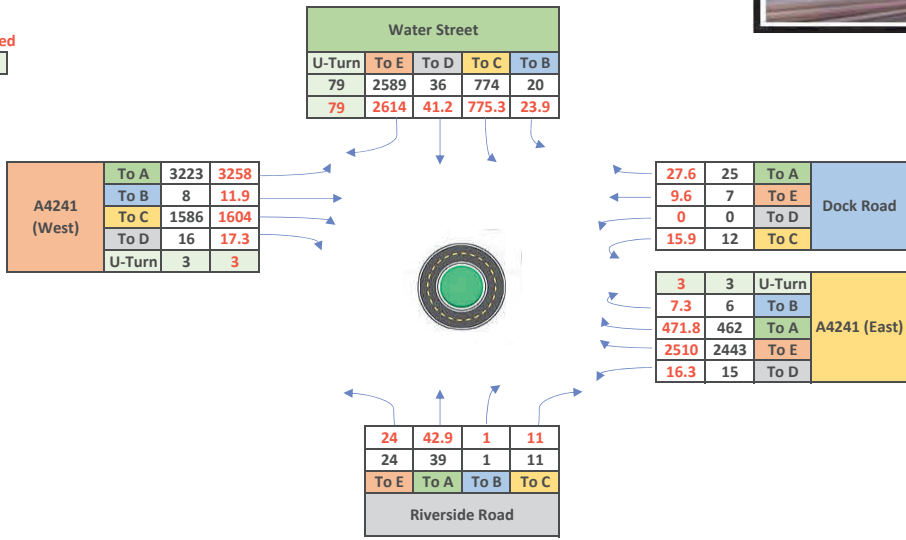 ed
Water Street
U-Turn To E To D To C To B
79 2589 36 774 20
79 2614 41.2 775.3 23.9
A4241 (West)
To A 3223 3258
To B 8 11.9
To C 1586 1604
To D 16 17.3
U-Turn 3 3
27.6 25 To A
9.6 7 To E
0 0 To D
15.9 12 To C
Dock Road
3 3 U-Turn
7.3 6 To B
471.8 462 To A
2510 2443 To E
16.3 15 To D
A4241 (East)
24 42.9 1 11
24 39 1 11
To E To A To B To C
Riverside Road